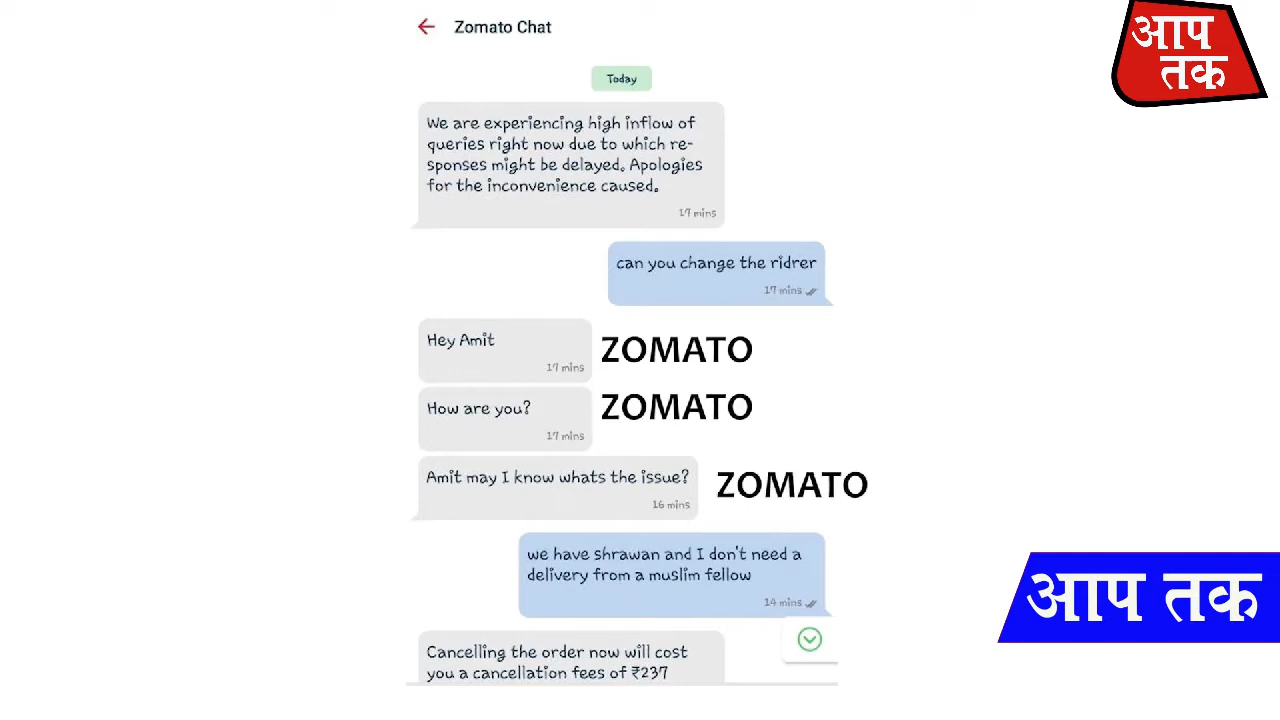 Zomato Chat
आप
तक
Today
We are experiencing high inflow of
queries right now due to which re-
sponses might be delayed. Apologies
for the inconvenience caused.
17 mins
can you change the ridrer
17 mins
Hey Amit
17 mins
ZOMATO
How are you?
17 mins
ZOMATO
Amit may I know whats the issue?
16 mins
ZOMATO
we have shrawan and I don't need a
delivery from a muslim fellow
14 mins
आप तक
Cancelling the order now will cost
you a cancellation fees of ₹237